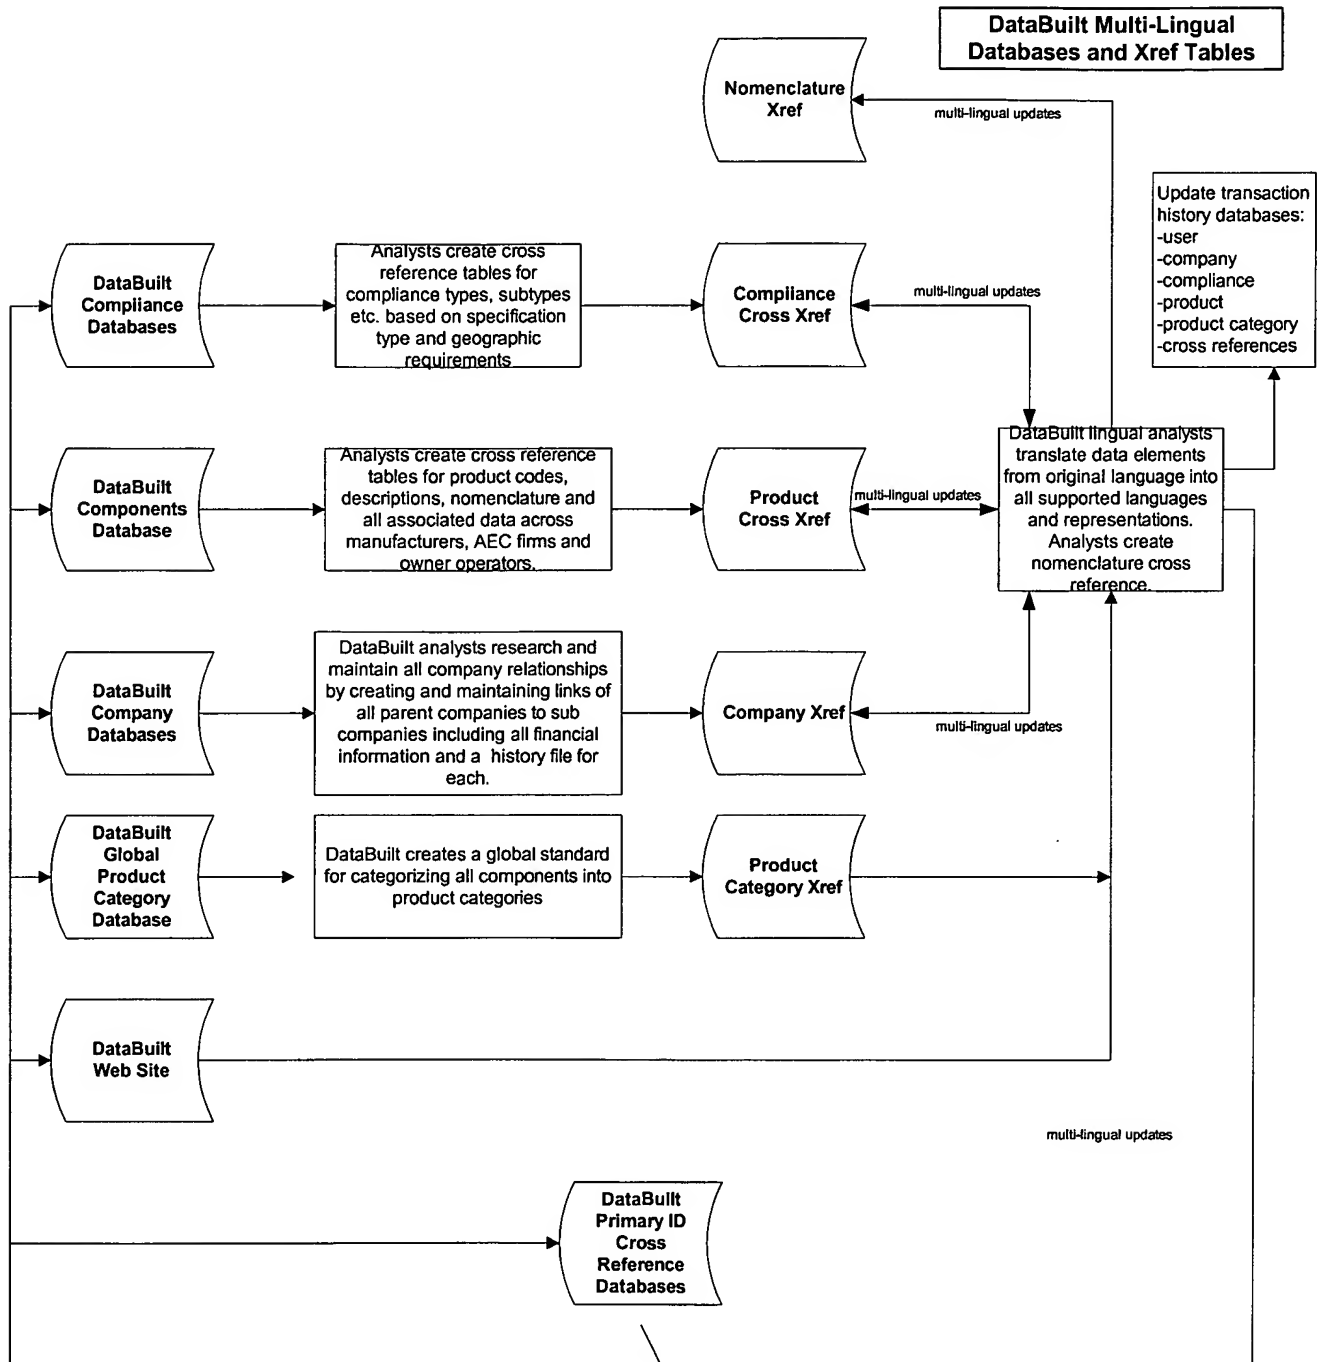 DataBuilt Multi-Lingual
Databases and Xref Tables
Nomenclature
Xref
multi-lingual updates
Update transaction
history databases:
-user
-company
-compliance
-product
-product category
-cross references
DataBuilt
Compliance
Databases
Analysts create cross
reference tables for
compliance types, subtypes
etc. based on specification
type and geographic
requirements
Compliance
Cross Xref
multi-lingual updates
DataBuilt
Components
Database
Analysts create cross reference
tables for product codes,
descriptions, nomenclature and
all associated data across
manufacturers, AEC firms and
owner operators.
Product
Cross Xref
multi-lingual updates
DataBuilt lingual analysts
translate data elements
from original language into
all supported languages
and representations.
Analysts create
nomenclature cross
reference.
DataBuilt
Company
Databases
DataBuilt analysts research and
maintain all company relationships
by creating and maintaining links of
all parent companies to sub
companies including all financial
information and a history file for
each.
Company Xref
multi-lingual updates
DataBuilt
Global
Product
Category
Database
DataBuilt creates a global standard
for categorizing all components into
product categories
Product
Category Xref
DataBuilt
Web Site
multi-lingual updates
DataBuilt
Primary ID
Cross
Reference
Databases